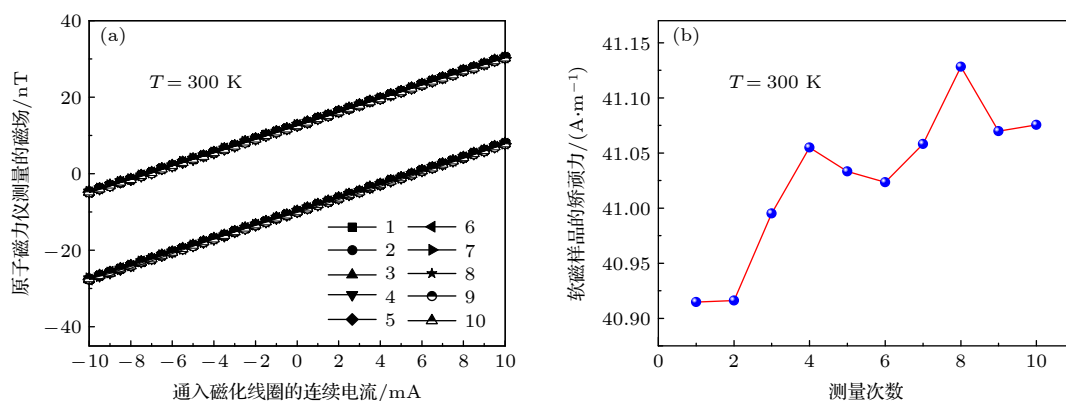 (a)
T = 300 K
原子磁力仪测量的磁场/nT
40
20
0
−20
−40
1 6
2 7
3 8
4 9
5 10
−10 −8 −6 −4 −2 0 2 4 6 8 10
通入磁化线圈的连续电流/mA
(b)
T = 300 K
软磁样品的矫顽力/(A·m−1)
41.15
41.10
41.05
41.00
40.95
40.90
0 2 4 6 8 10
测量次数